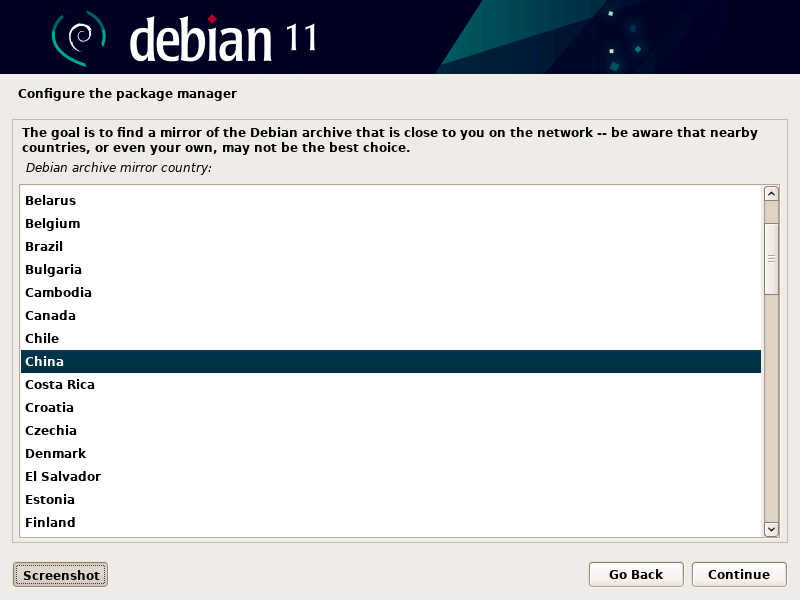 debian 11
Configure the package manager
The goal is to find a mirror of the Debian archive that is close to you on the network -- be aware that nearby
countries, or even your own, may not be the best choice.
Debian archive mirror country:
Belarus
Belgium
Brazil
Bulgaria
Cambodia
Canada
Chile
China
Costa Rica
Croatia
Czechia
Denmark
El Salvador
Estonia
Finland
Screenshot
Go Back
Continue